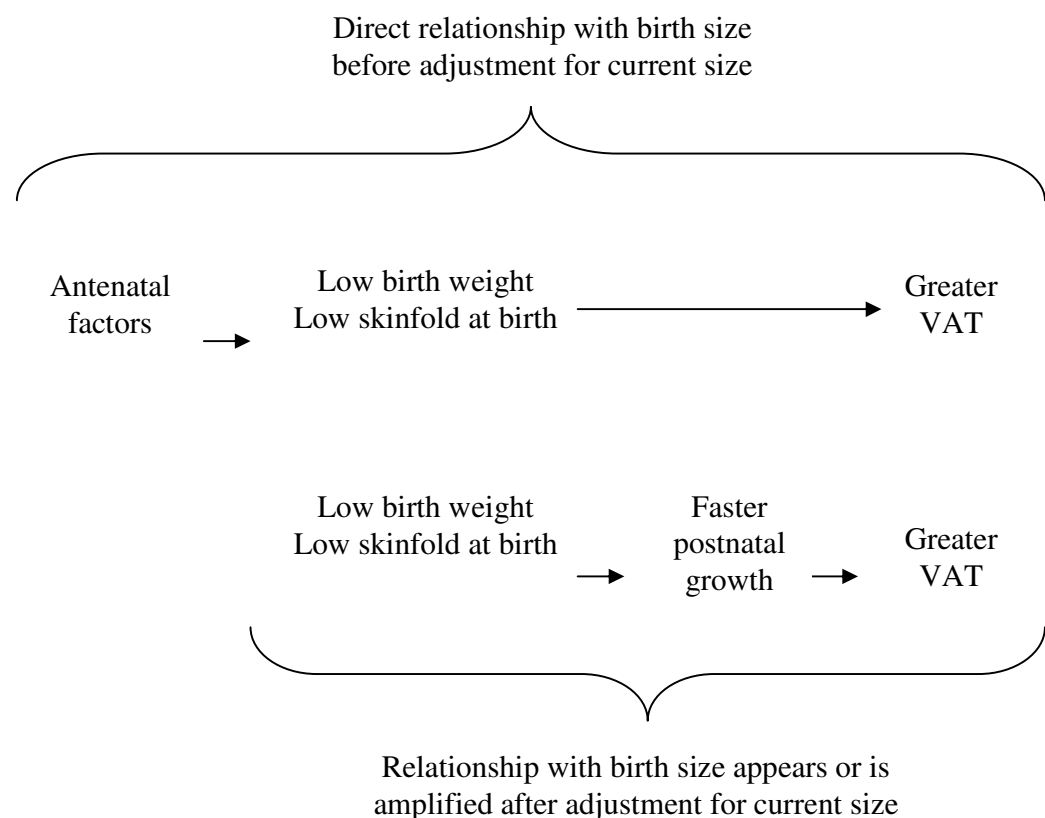 Direct relationship with birth size
before adjustment for current size
Antenatal
factors
Low birth weight
Low skinfold at birth
Greater
VAT
Low birth weight
Low skinfold at birth
Faster
postnatal
growth
Greater
VAT
Relationship with birth size appears or is
amplified after adjustment for current size